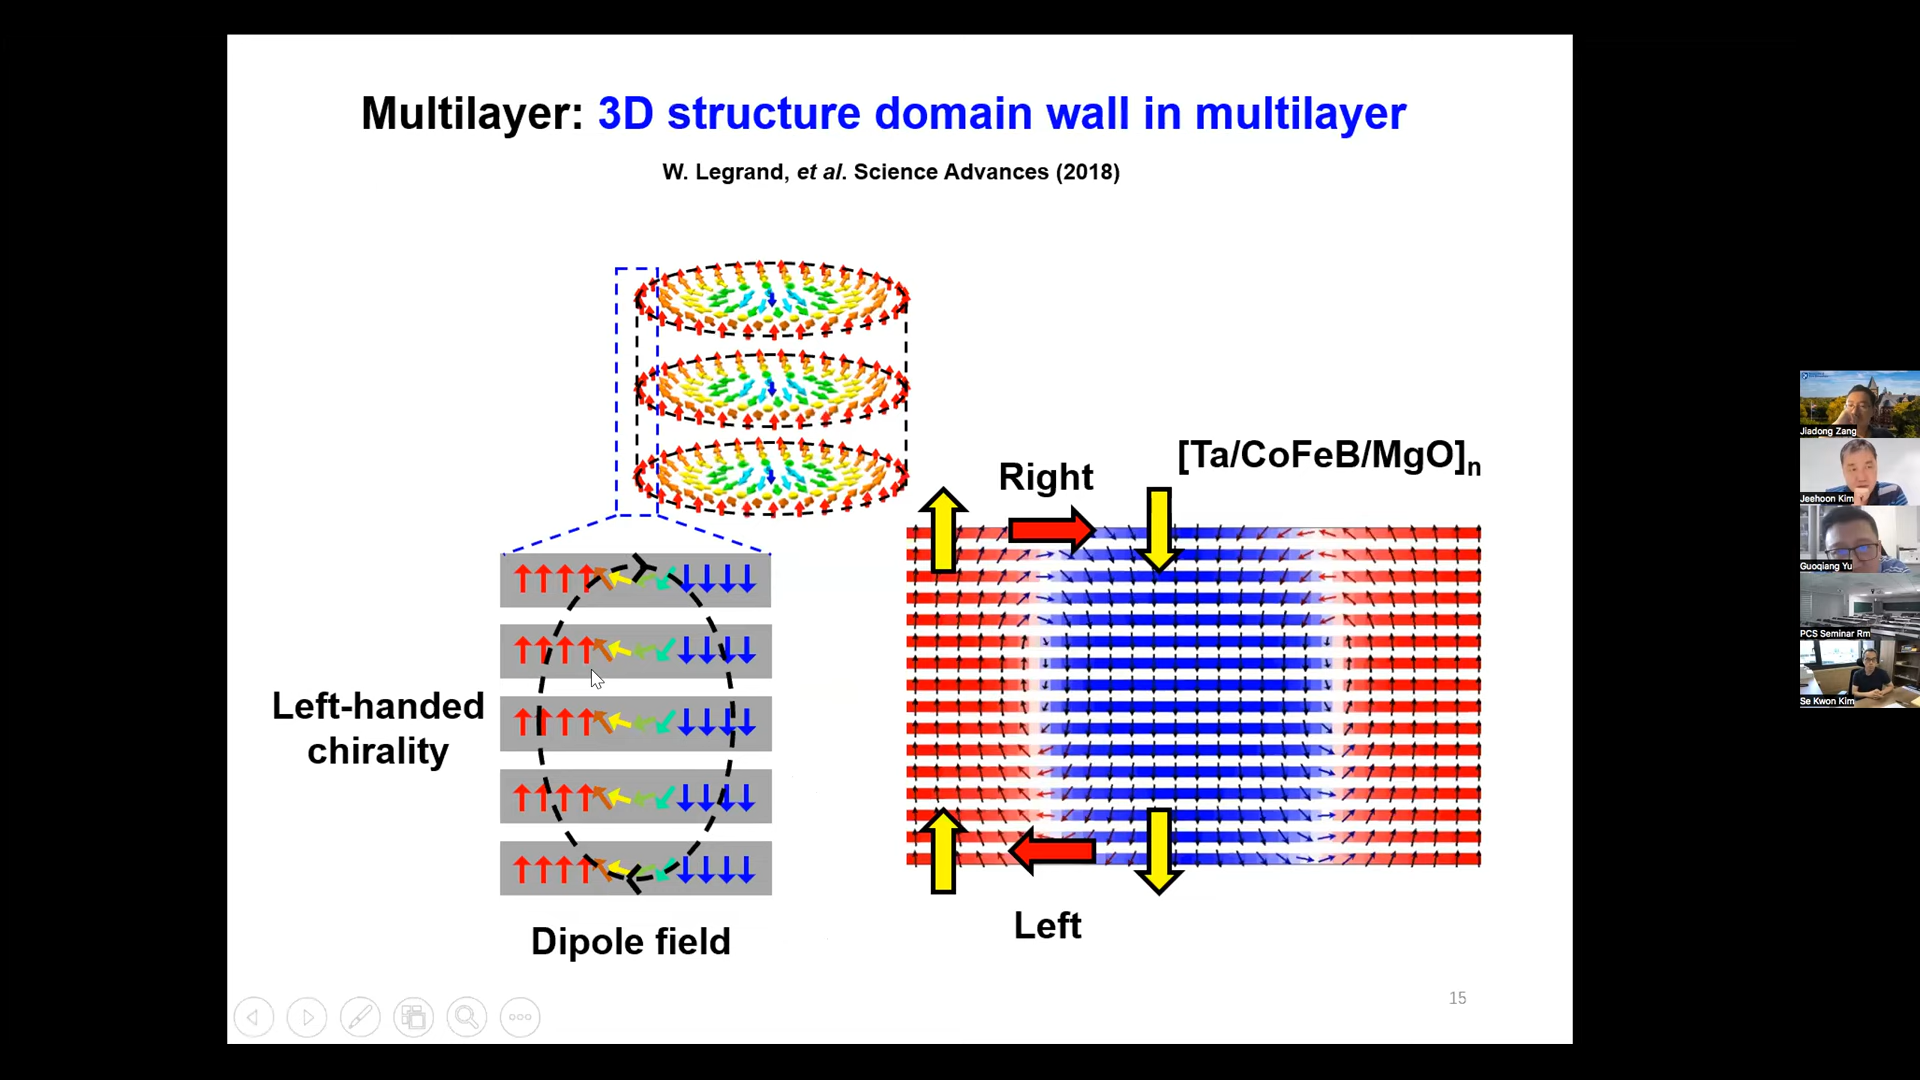 Multilayer: 3D structure domain wall in multilayer
W. Legrand, et al. Science Advances (2018)
[Ta/CoFeB/MgO]n
Right
Left-handed
chirality
Left
Dipole field
15
Jiadong Zang
Jeehoon Kim
Guoqiang Yu
PCS Seminar Rm
Se Kwon Kim